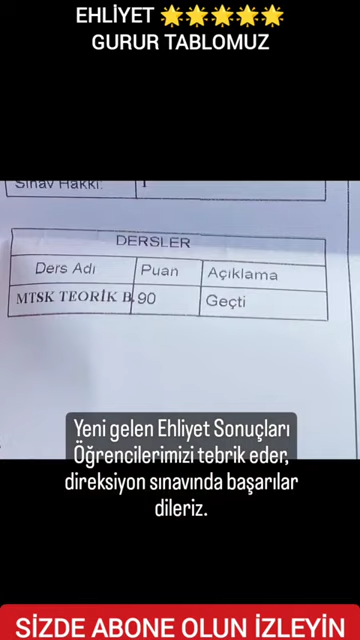 EHLİYET 🌟🌟🌟🌟🌟
GURUR TABLOMUZ
Sınav Hakkı: 1
DERSLER
Ders Adı Puan Açıklama
MTSK TEORİK B. 90 Geçti
Yeni gelen Ehliyet Sonuçları
Öğrencilerimizi tebrik eder,
direksiyon sınavında başarılar
dileriz.
SİZDE ABONE OLUN İZLEYİN